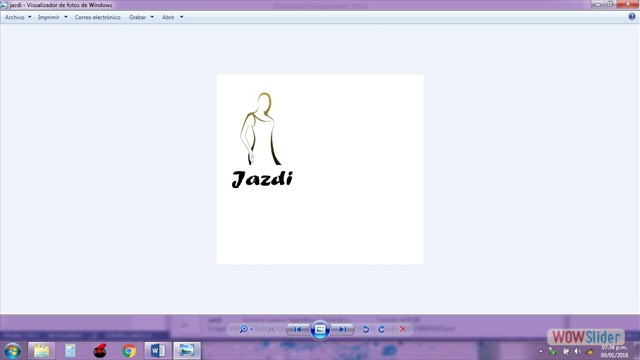 jazdi - Visualizador de fotos de Windows
Archivo Imprimir Correo electrónico Grabar Abrir
Jazdi
jazdi
07:34 p.m.
09/01/2018
WOWSlider